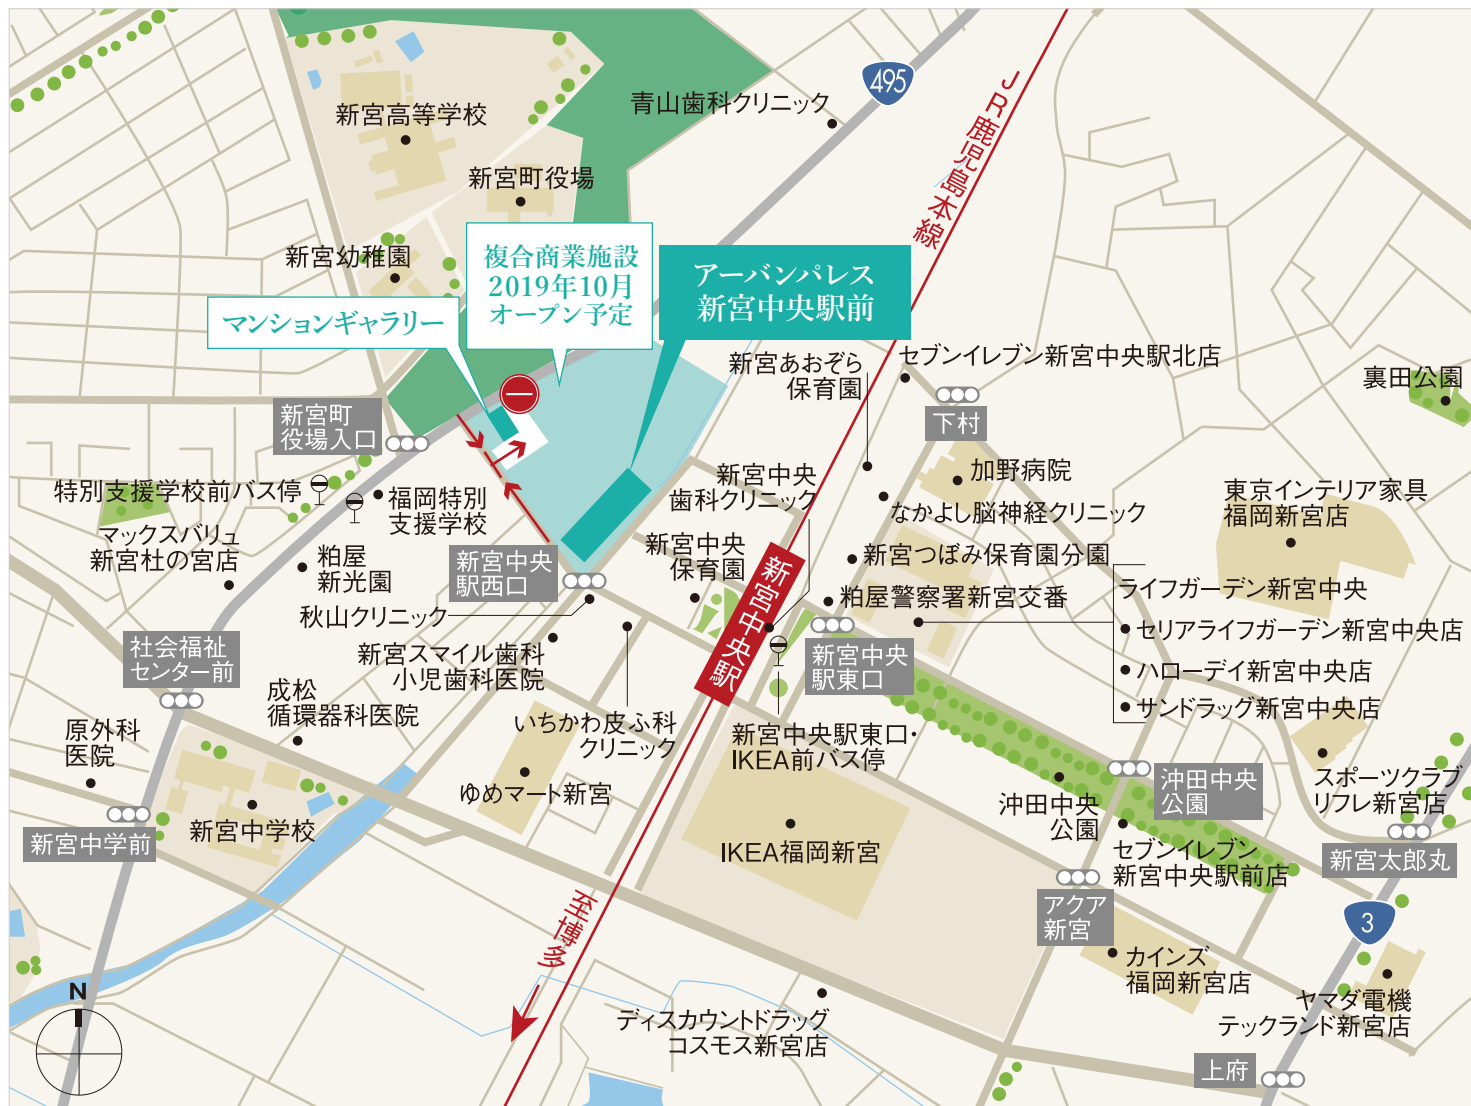 495
青山歯科クリニック
JR鹿児島本線
新宮高等学校
新宮町役場
新宮幼稚園
複合商業施設
2019年10月
オープン予定
アーバンパレス
新宮中央駅前
マンションギャラリー
新宮あおぞら
保育園
セブンイレブン新宮中央駅北店
裏田公園
下村
新宮町
役場入口
特別支援学校前バス停
福岡特別
支援学校
マックスバリュ
新宮杜の宮店
粕屋
新光園
新宮中央
駅西口
新宮中央
歯科クリニック
新宮中央
保育園
加野病院
なかよし脳神経クリニック
新宮つぼみ保育園分園
粕屋警察署新宮交番
東京インテリア家具
福岡新宮店
ライフガーデン新宮中央
セリアライフガーデン新宮中央店
ハローデイ新宮中央店
サンドラッグ新宮中央店
秋山クリニック
新宮スマイル歯科
小児歯科医院
社会福祉
センター前
成松
循環器科医院
原外科
医院
新宮中学前
新宮中学校
いちかわ皮ふ科
クリニック
ゆめマート新宮
新宮中央駅
新宮中央
駅東口
新宮中央駅東口・
IKEA前バス停
IKEA福岡新宮
沖田中央
公園
沖田中央
公園
セブンイレブン
新宮中央駅前店
スポーツクラブ
リフレ新宮店
新宮太郎丸
アクア
新宮
3
カインズ
福岡新宮店
ヤマダ電機
テックランド新宮店
至博多
ディスカウントドラッグ
コスモス新宮店
上府
N